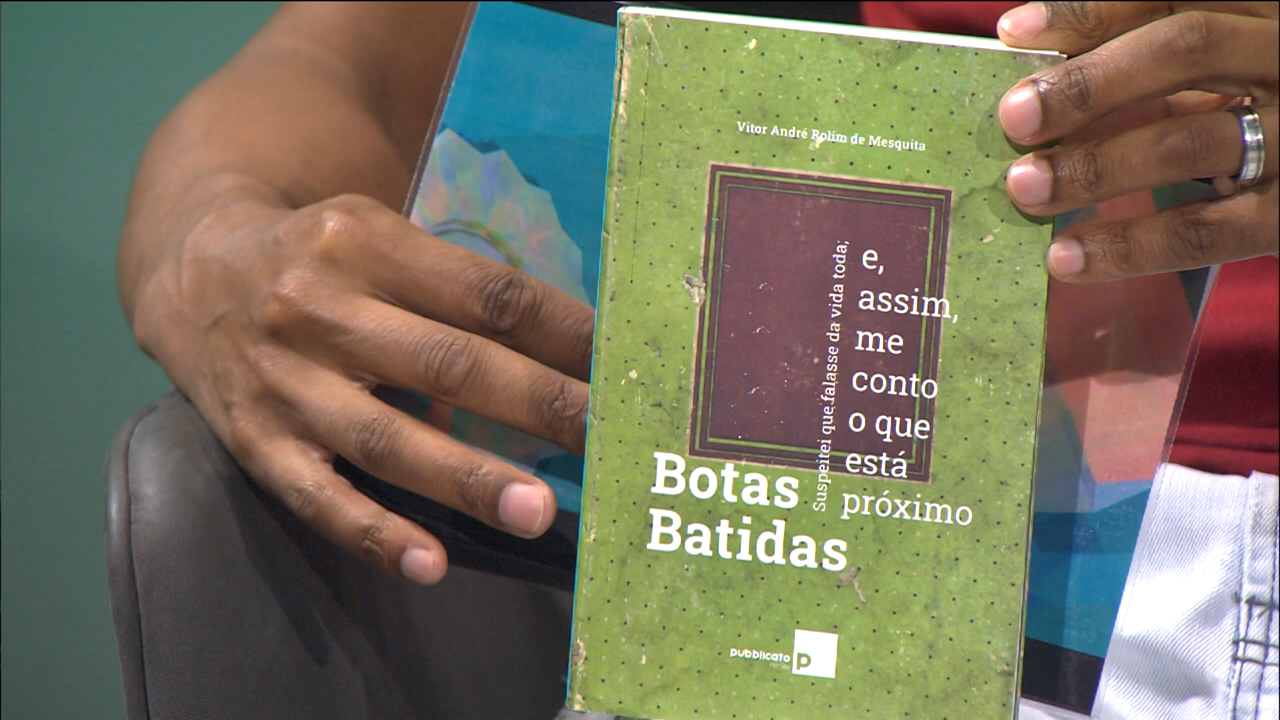 Vitor André Rolim de Mesquita
Suspeitei que falasse da vida toda;
e,
assim,
me
conto
o que
está
próximo
Botas
Batidas
pubblicato
p